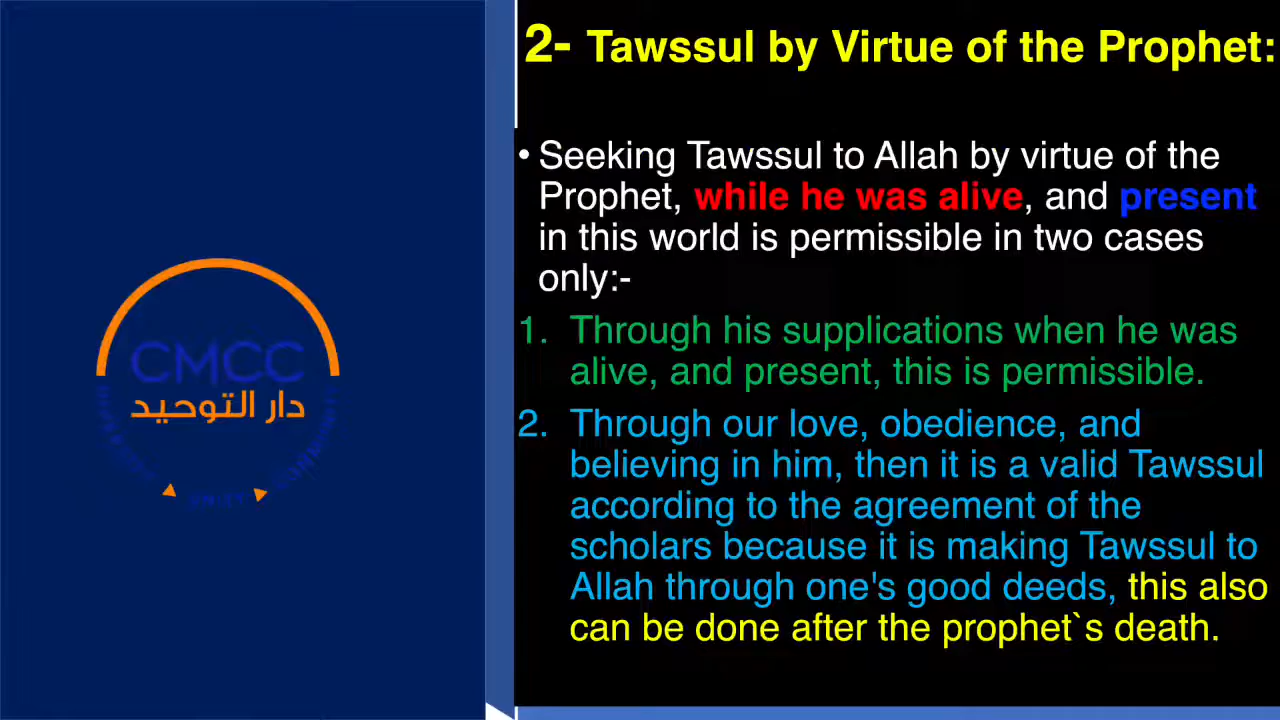 2- Tawssul by Virtue of the Prophet:
• Seeking Tawssul to Allah by virtue of the
Prophet, while he was alive, and present
in this world is permissible in two cases
only:-
1. Through his supplications when he was
alive, and present, this is permissible.
2. Through our love, obedience, and
believing in him, then it is a valid Tawssul
according to the agreement of the
scholars because it is making Tawssul to
Allah through one's good deeds, this also
can be done after the prophet`s death.
CMCC
دار التوحيد